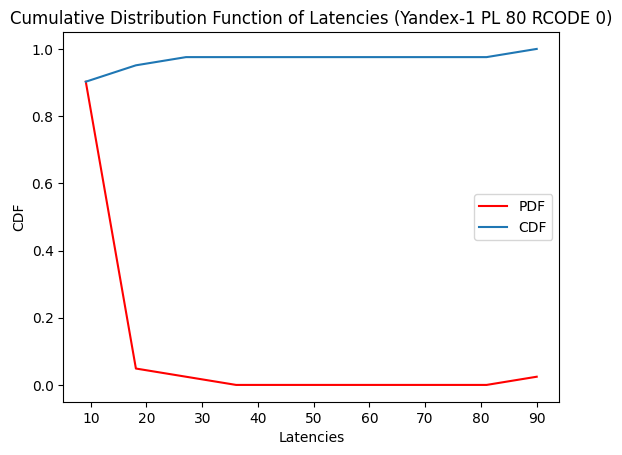 Cumulative Distribution Function of Latencies (Yandex-1 PL 80 RCODE 0)
1.0
0.8
0.6
0.4
0.2
0.0
CDF
PDF
CDF
10 20 30 40 50 60 70 80 90
Latencies